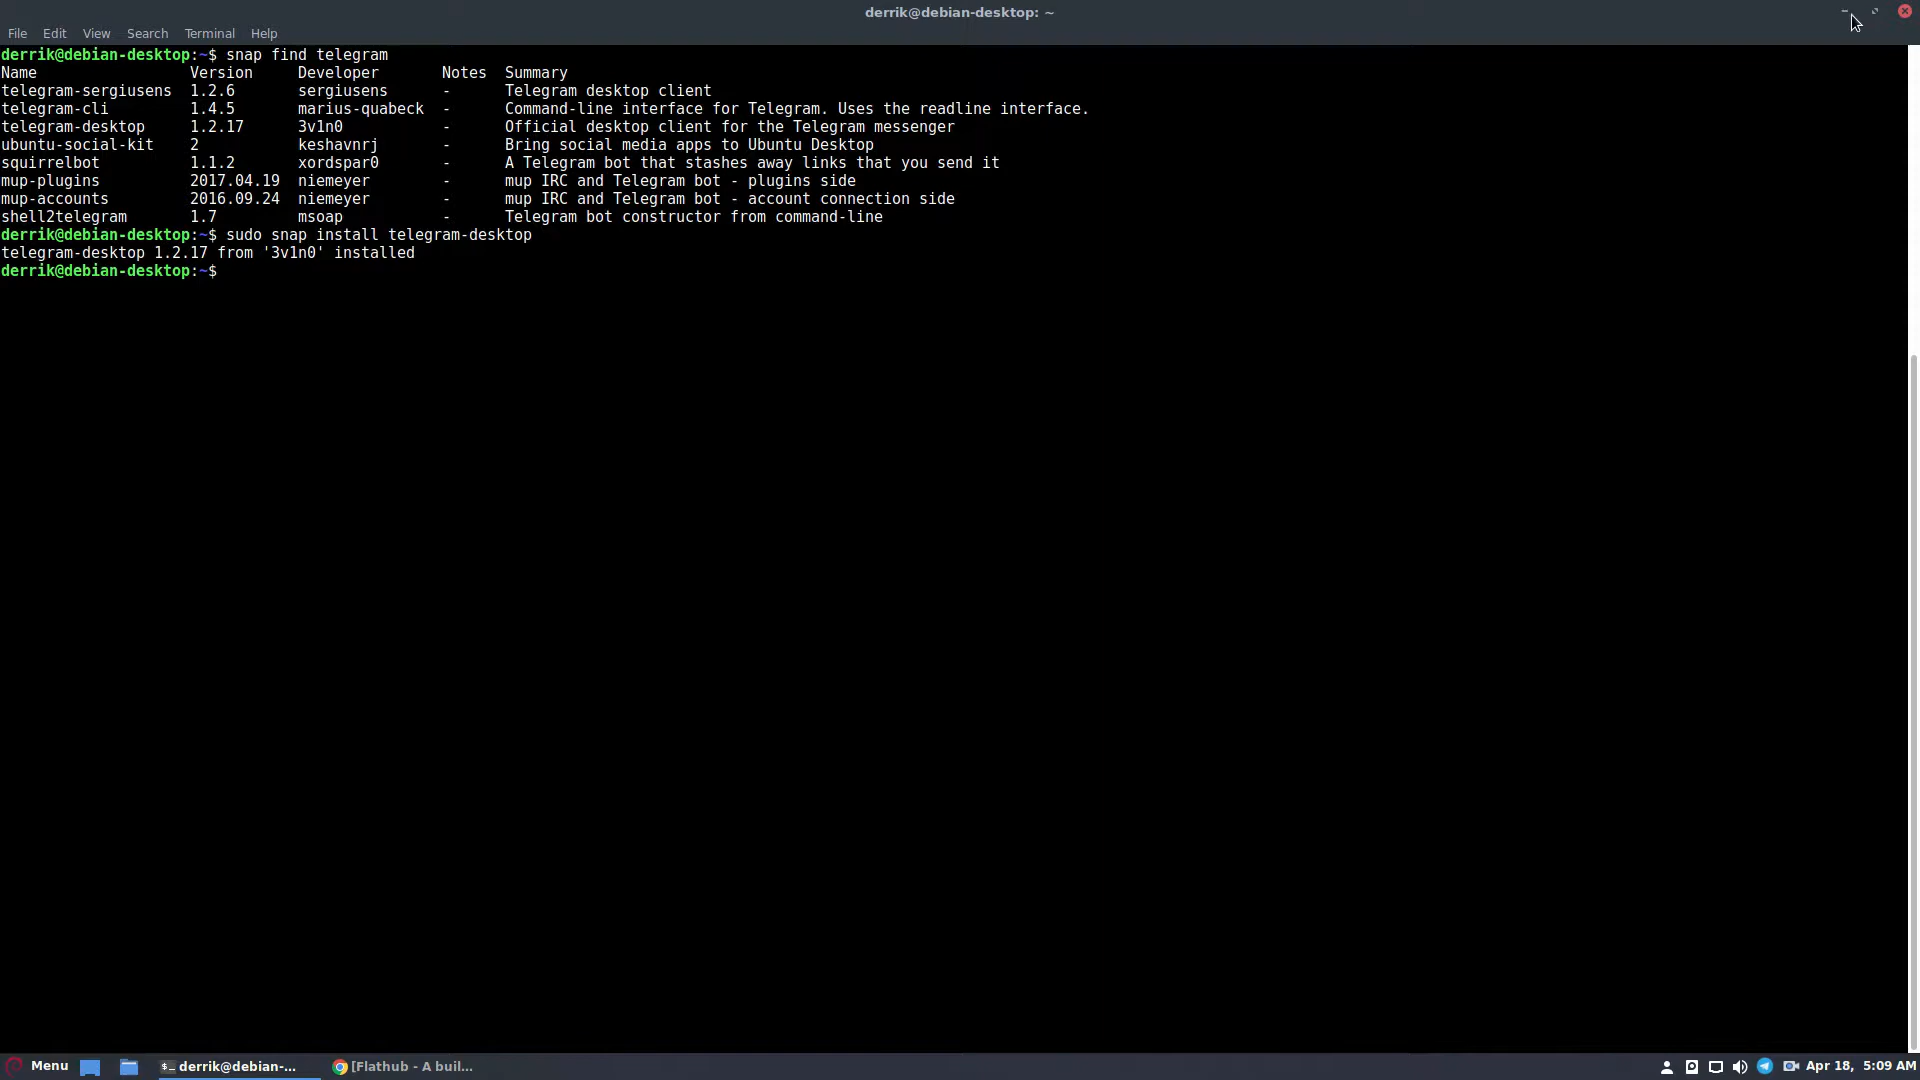 derrik@debian-desktop: ~
File Edit View Search Terminal Help
derrik@debian-desktop:~$ snap find telegram
Name Version Developer Notes Summary
telegram-sergiusens 1.2.6 sergiusens - Telegram desktop client
telegram-cli 1.4.5 marius-quabeck - Command-line interface for Telegram. Uses the readline interface.
telegram-desktop 1.2.17 3v1n0 - Official desktop client for the Telegram messenger
ubuntu-social-kit 2 keshavnrj - Bring social media apps to Ubuntu Desktop
squirrelbot 1.1.2 xordspar0 - A Telegram bot that stashes away links that you send it
mup-plugins 2017.04.19 niemeyer - mup IRC and Telegram bot - plugins side
mup-accounts 2016.09.24 niemeyer - mup IRC and Telegram bot - account connection side
shell2telegram 1.7 msoap - Telegram bot constructor from command-line
derrik@debian-desktop:~$ sudo snap install telegram-desktop
telegram-desktop 1.2.17 from '3v1n0' installed
derrik@debian-desktop:~$
Menu $_ derrik@debian-... [Flathub - A buil... Apr 18, 5:09 AM